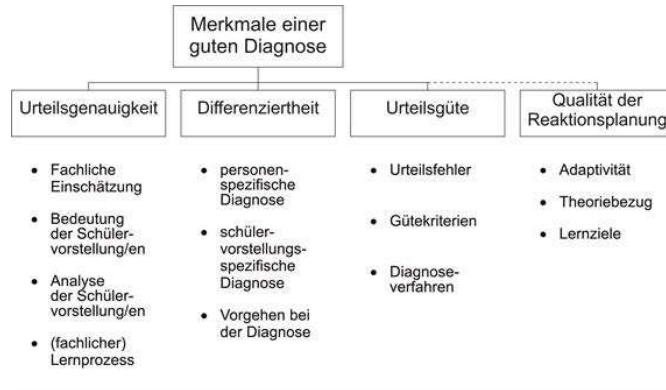 Merkmale einer
guten Diagnose
Urteilsgenauigkeit
Differenziertheit
Urteilsgüte
Qualität der
Reaktionsplanung
• Fachliche
Einschätzung
• Bedeutung
der Schüler-
vorstellung/en
• Analyse
der Schüler-
vorstellung/en
• (fachlicher)
Lernprozess
• personen-
spezifische
Diagnose
• schüler-
vorstellungs-
spezifische
Diagnose
• Vorgehen bei
der Diagnose
• Urteilsfehler
• Gütekriterien
• Diagnose-
verfahren
• Adaptivität
• Theoriebezug
• Lernziele